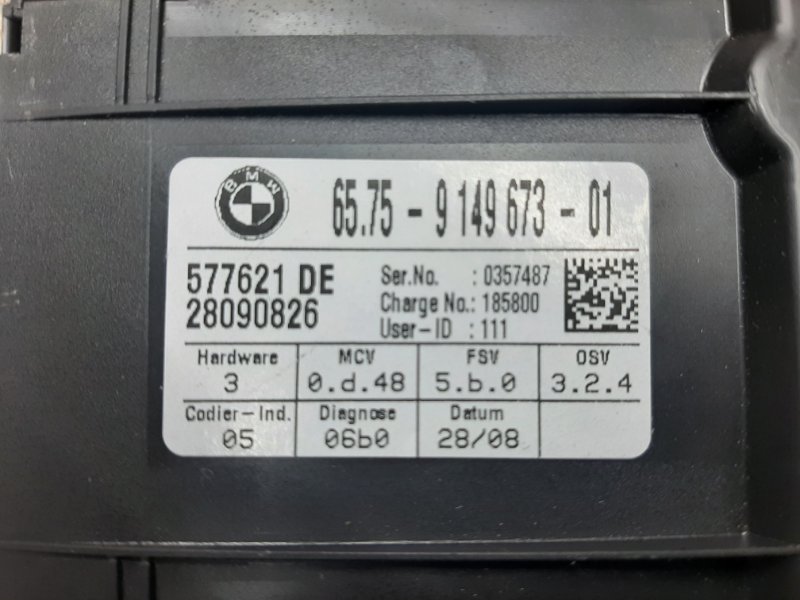 BMW
65.75 - 9 149 673 - 01
577621 DE
28090826
Ser.No. : 0357487
Charge No.: 185800
User-ID : 111
Hardware MCV FSV OSV
3 0.d.48 5.b.0 3.2.4
Codier-Ind. Diagnose Datum
05 06b0 28/08